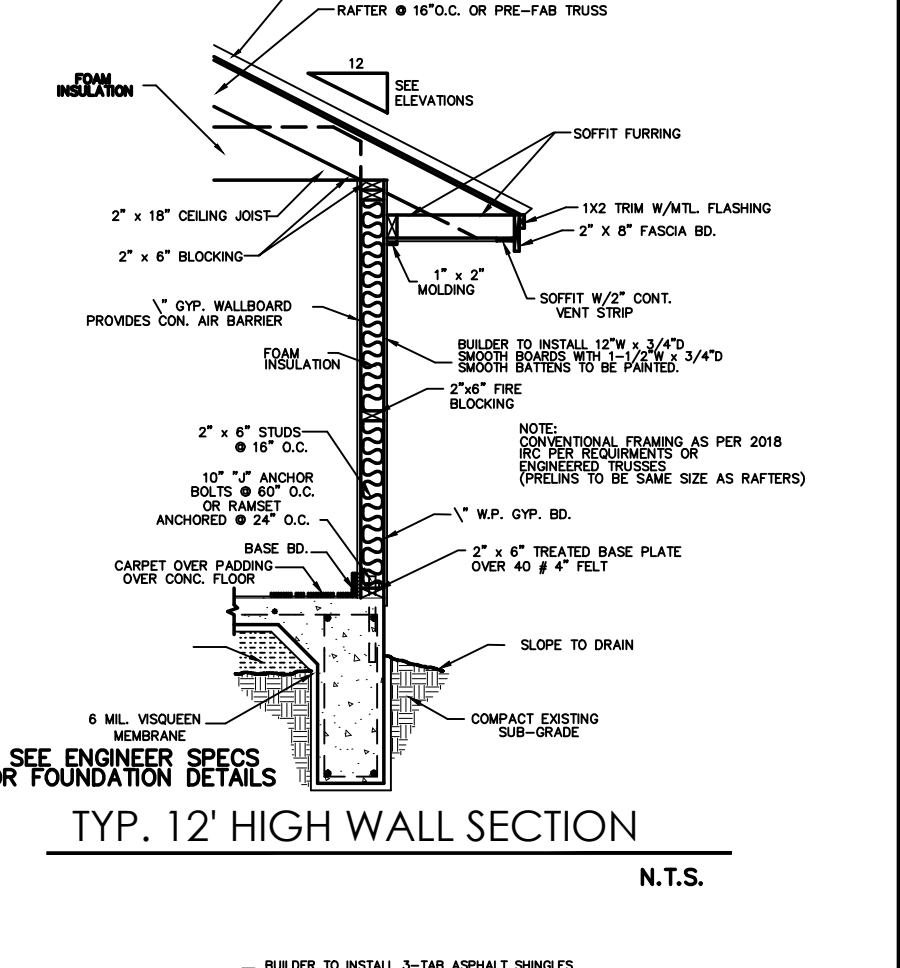 RAFTER @ 16"O.C. OR PRE-FAB TRUSS
12
SEE
ELEVATIONS
FOAM
INSULATION
SOFFIT FURRING
2" x 18" CEILING JOIST
1X2 TRIM W/MTL. FLASHING
2" X 8" FASCIA BD.
2" x 6" BLOCKING
1" x 2"
MOLDING
SOFFIT W/2" CONT.
VENT STRIP
\" GYP. WALLBOARD
PROVIDES CON. AIR BARRIER
FOAM
INSULATION
BUILDER TO INSTALL 12"W x 3/4"D
SMOOTH BOARDS WITH 1-1/2"W x 3/4"D
SMOOTH BATTENS TO BE PAINTED.
2"x6" FIRE
BLOCKING
2" x 6" STUDS
@ 16" O.C.
NOTE:
CONVENTIONAL FRAMING AS PER 2018
IRC PER REQUIRMENTS OR
ENGINEERED TRUSSES
(PRELINS TO BE SAME SIZE AS RAFTERS)
10" "J" ANCHOR
BOLTS @ 60" O.C.
OR RAMSET
ANCHORED @ 24" O.C.
\" W.P. GYP. BD.
BASE BD.
CARPET OVER PADDING
OVER CONC. FLOOR
2" x 6" TREATED BASE PLATE
OVER 40 # 4" FELT
SLOPE TO DRAIN
6 MIL. VISQUEEN
MEMBRANE
COMPACT EXISTING
SUB-GRADE
SEE ENGINEER SPECS
OR FOUNDATION DETAILS
TYP. 12' HIGH WALL SECTION
N.T.S.
BUILDER TO INSTALL 3-TAB ASPHALT SHINGLES